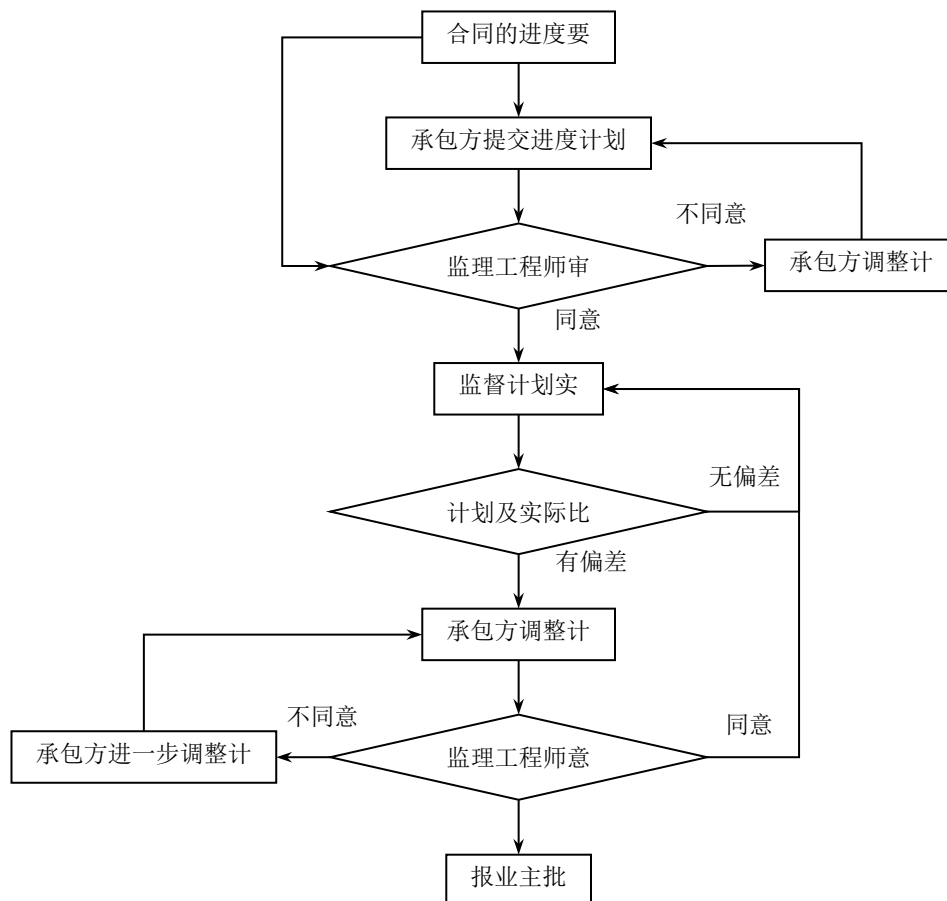 合同的进度要
承包方提交进度计划
不同意
监理工程师审
承包方调整计
同意
监督计划实
无偏差
计划及实际比
有偏差
承包方调整计
不同意
同意
承包方进一步调整计
监理工程师意
报业主批